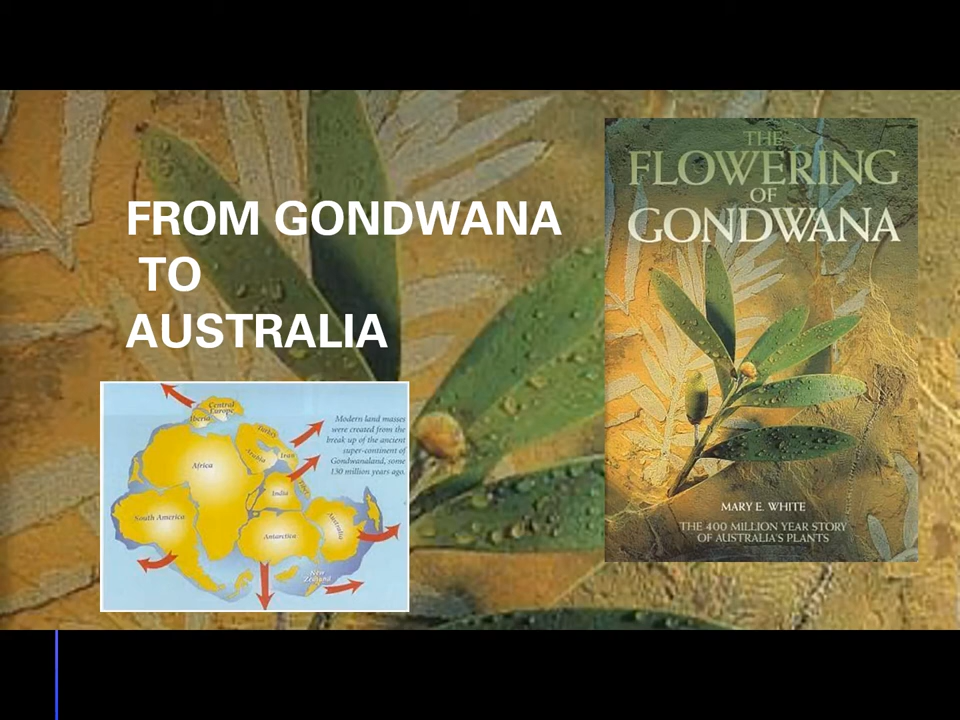 FROM GONDWANA
TO
AUSTRALIA
THE
FLOWERING
OF
GONDWANA
MARY E. WHITE
THE 400 MILLION YEAR STORY
OF AUSTRALIA'S PLANTS
Central
Europe
Iberia
Turkey
Modern land masses
were created from the
break up of the ancient
super-continent of
Gondwanaland, some
130 million years ago.
Arabia
Iran
Africa
India
South America
Australia
Antarctica
New
Zealand